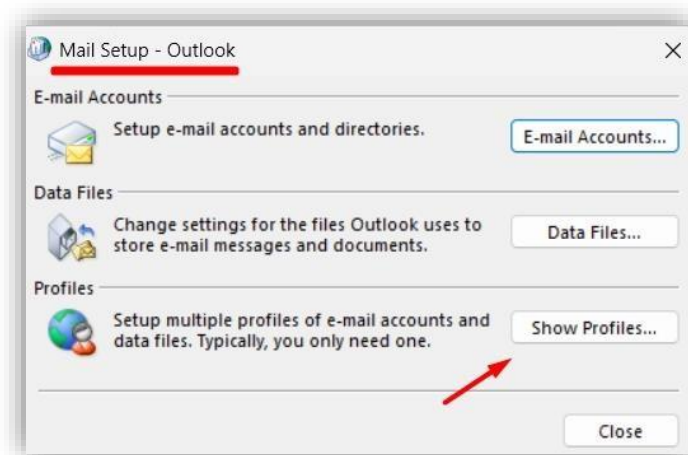 Mail Setup - Outlook
E-mail Accounts
Setup e-mail accounts and directories.
E-mail Accounts...
Data Files
Change settings for the files Outlook uses to
store e-mail messages and documents.
Data Files...
Profiles
Setup multiple profiles of e-mail accounts and
data files. Typically, you only need one.
Show Profiles...
Close